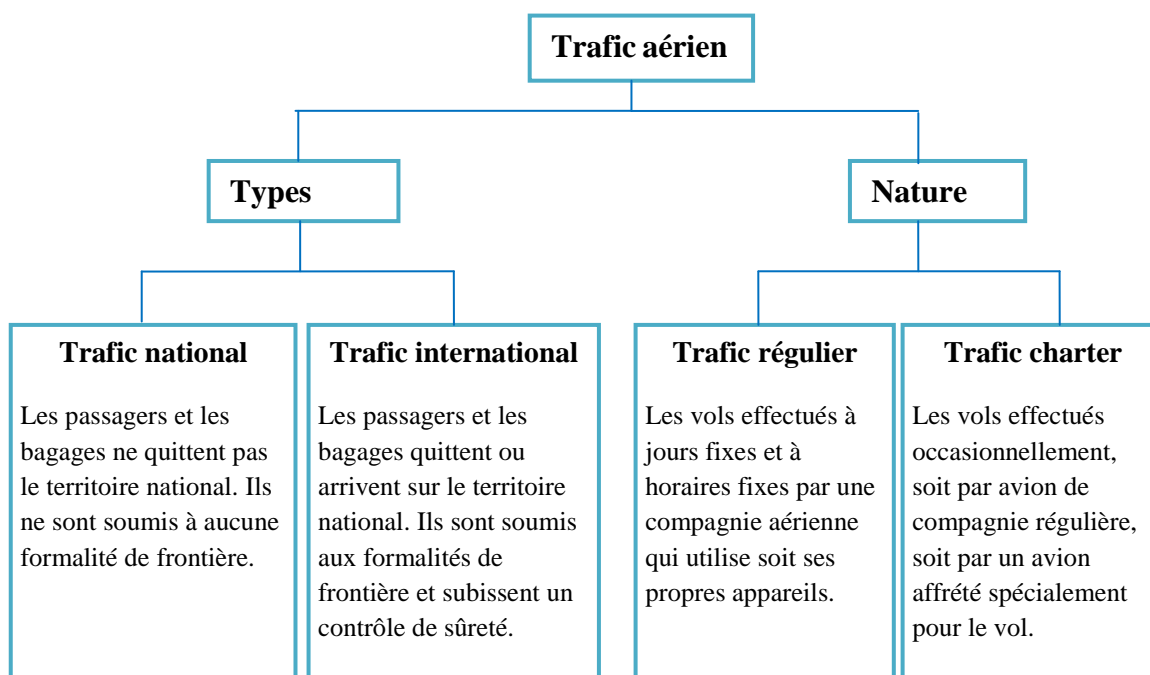 Trafic aérien
Types
Nature
Trafic national
Les passagers et les
bagages ne quittent pas
le territoire national. Ils
ne sont soumis à aucune
formalité de frontière.
Trafic international
Les passagers et les
bagages quittent ou
arrivent sur le territoire
national. Ils sont soumis
aux formalités de
frontière et subissent un
contrôle de sûreté.
Trafic régulier
Les vols effectués à
jours fixes et à
horaires fixes par une
compagnie aérienne
qui utilise soit ses
propres appareils.
Trafic charter
Les vols effectués
occasionnellement,
soit par avion de
compagnie régulière,
soit par un avion
affrété spécialement
pour le vol.